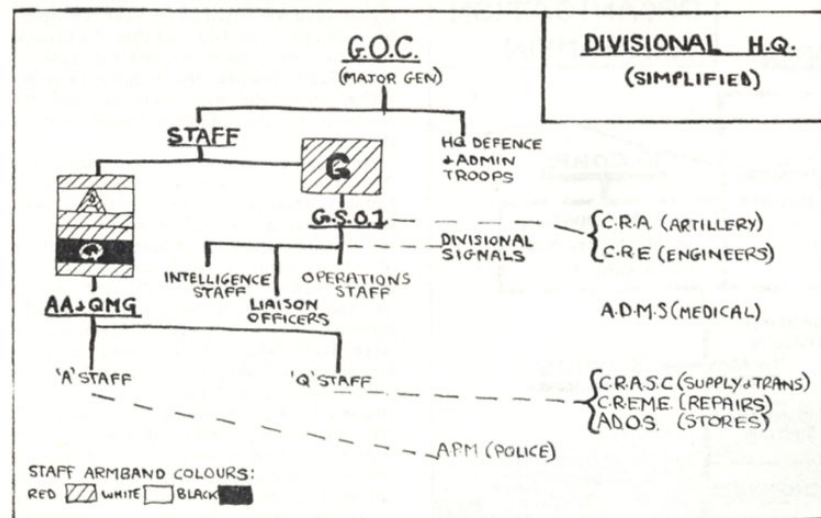 DIVISIONAL H.Q.
(SIMPLIFIED)
G.O.C.
(MAJOR GEN)
STAFF
HQ DEFENCE
& ADMIN
TROOPS
G
A
Q
G.S.O.1
C.R.A. (ARTILLERY)
C.R.E (ENGINEERS)
DIVISIONAL
SIGNALS
INTELLIGENCE
STAFF
LIAISON
OFFICERS
OPERATIONS
STAFF
AA&QMG
A.D.M.S (MEDICAL)
'A' STAFF
'Q' STAFF
C.R.A.S.C (SUPPLY & TRANS)
C.R.E.M.E. (REPAIRS)
A.D.O.S. (STORES)
APM (POLICE)
STAFF ARMBAND COLOURS:
RED WHITE BLACK